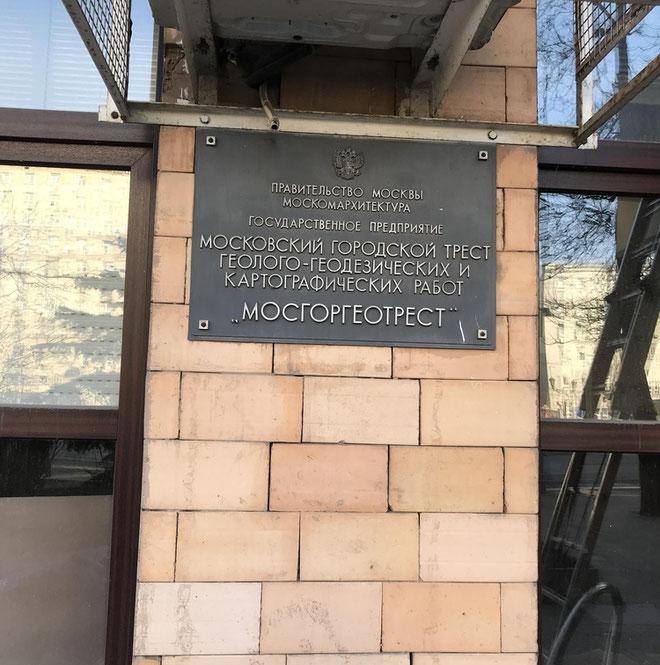 ПРАВИТЕЛЬСТВО МОСКВЫ
МОСКОМАРХИТЕКТУРА
ГОСУДАРСТВЕННОЕ ПРЕДПРИЯТИЕ
МОСКОВСКИЙ ГОРОДСКОЙ ТРЕСТ
ГЕОЛОГО-ГЕОДЕЗИЧЕСКИХ И
КАРТОГРАФИЧЕСКИХ РАБОТ
„МОСГОРГЕОТРЕСТ"